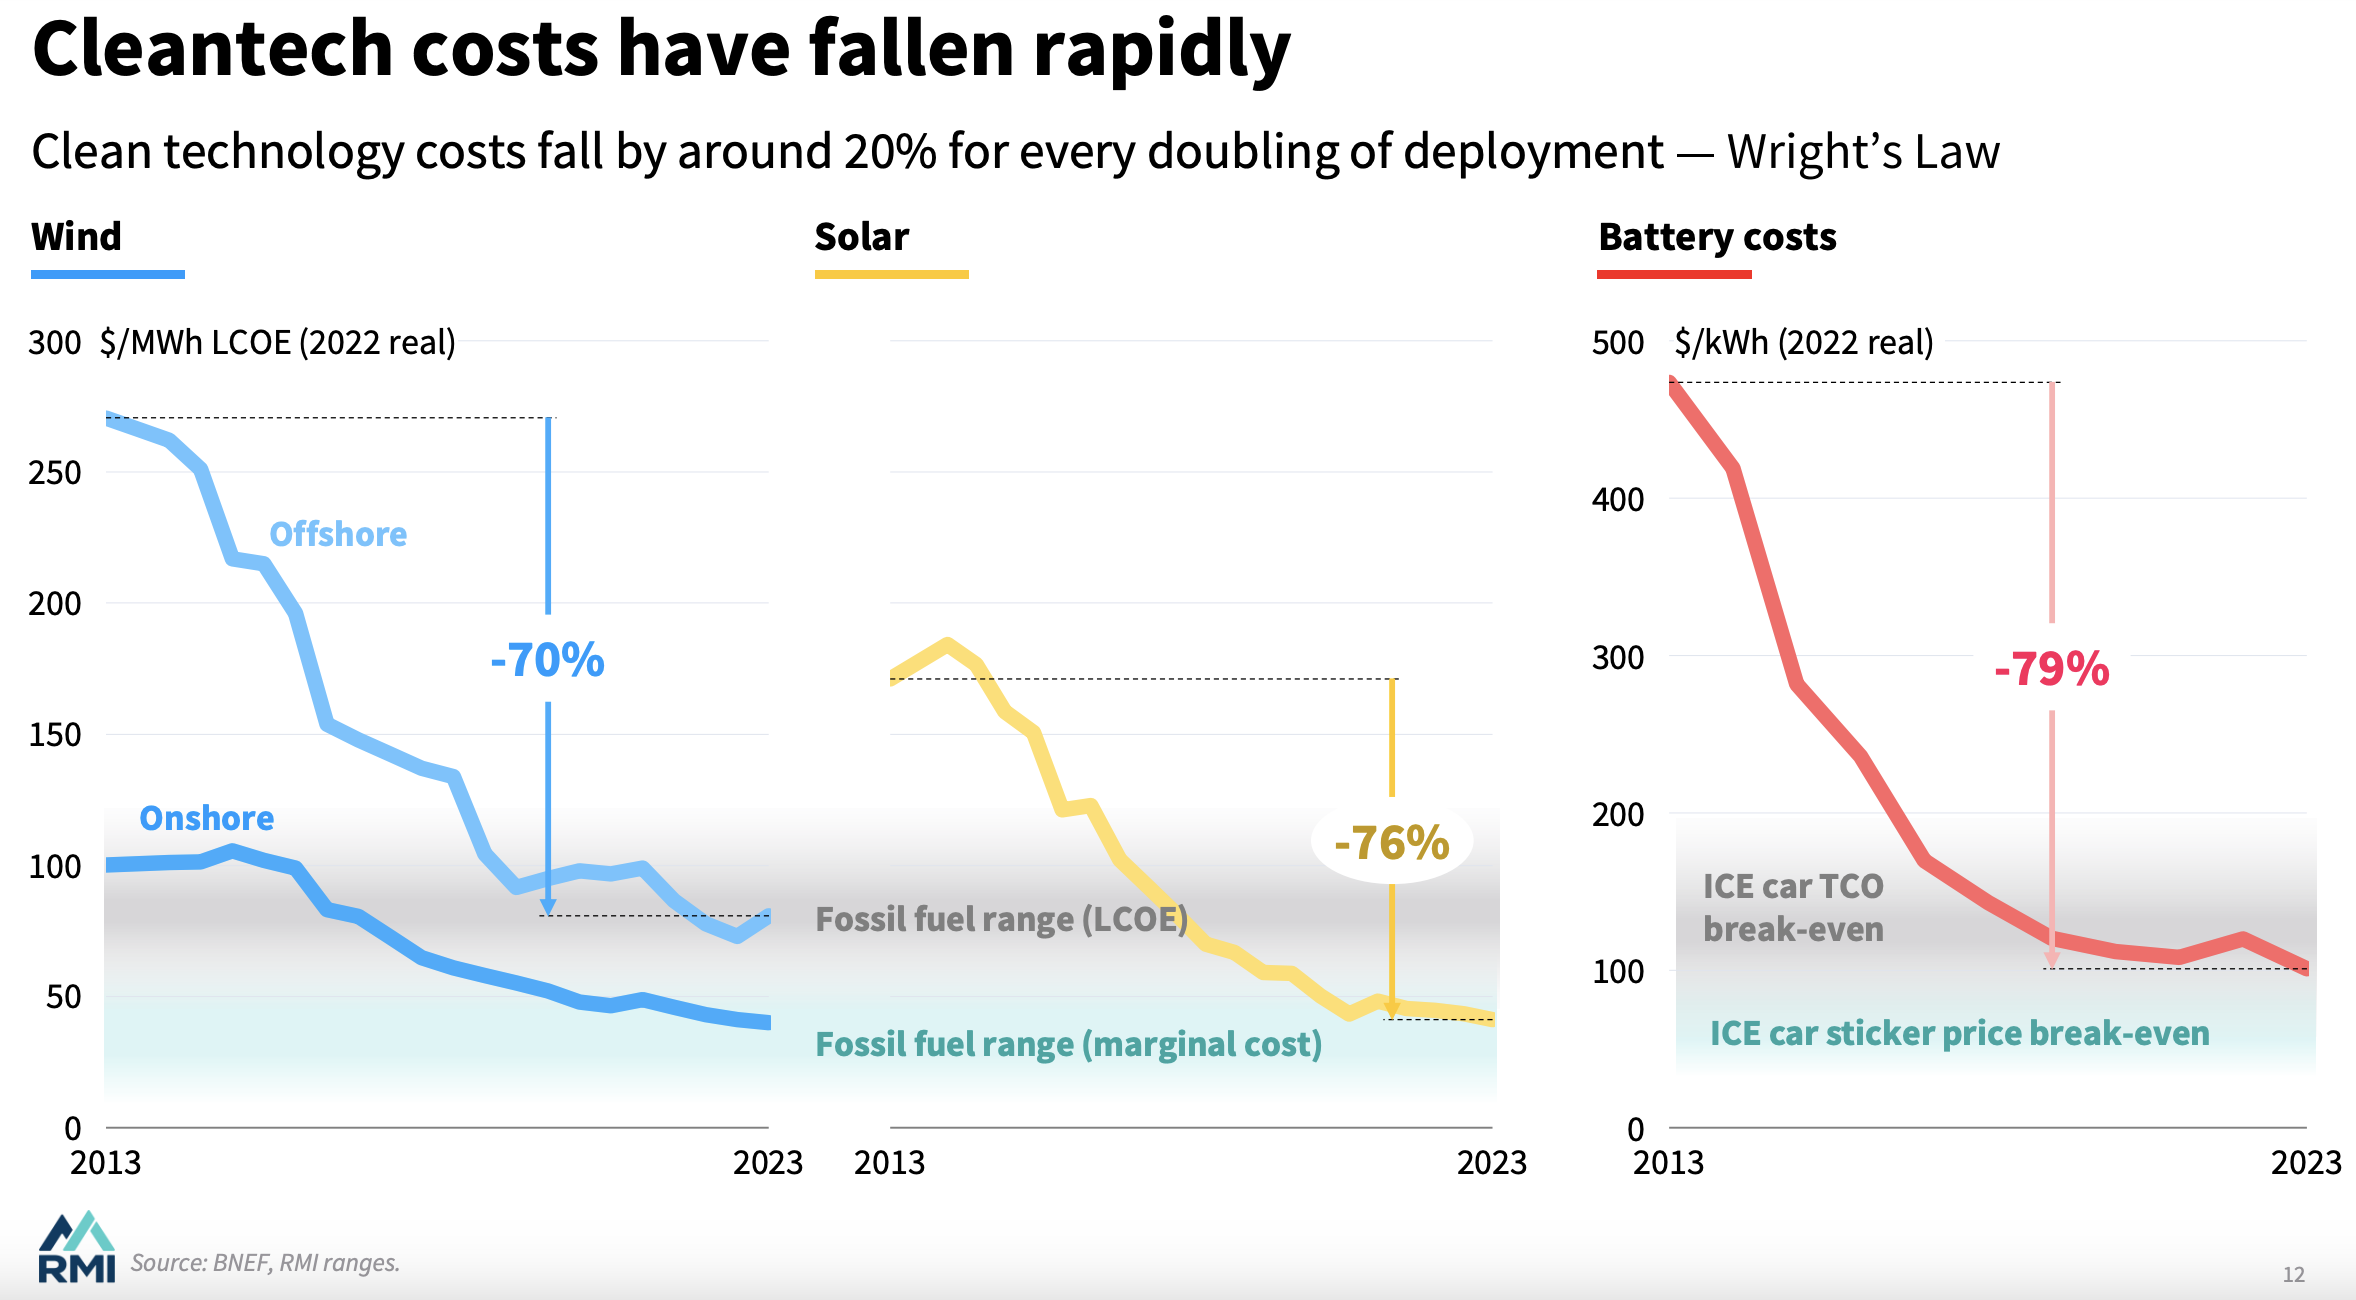 Cleantech costs have fallen rapidly
Clean technology costs fall by around 20% for every doubling of deployment — Wright’s Law
Wind
300 $/MWh LCOE (2022 real)
250
200
150
100
50
0
Offshore
-70%
Onshore
2013
2023
Solar
-76%
Fossil fuel range (LCOE)
Fossil fuel range (marginal cost)
2013
2023
Battery costs
500 $/kWh (2022 real)
400
300
200
100
0
-79%
ICE car TCO
break-even
ICE car sticker price break-even
2013
2023
RMI
Source: BNEF, RMI ranges.
12